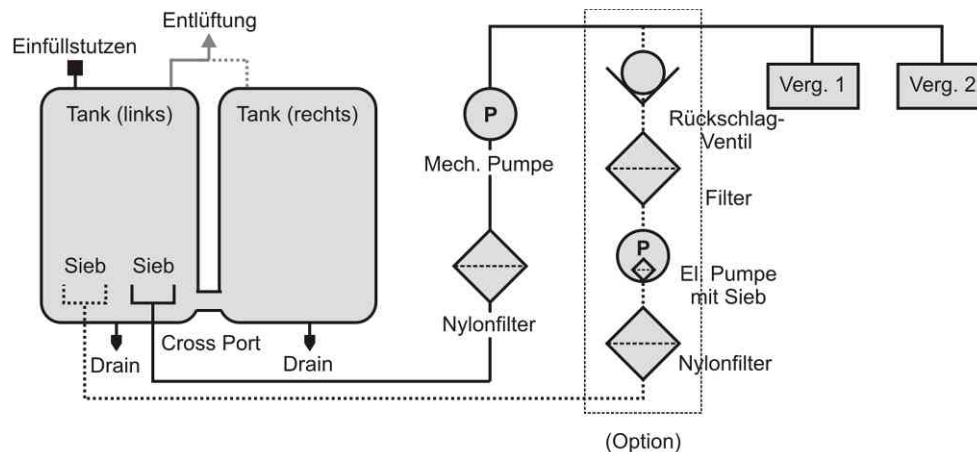 Entlüftung
Einfüllstutzen
Tank (links)
Tank (rechts)
P
Mech. Pumpe
Verg. 1
Verg. 2
Rückschlag-
Ventil
Filter
P
El. Pumpe
mit Sieb
Sieb
Sieb
Nylonfilter
Cross Port
Drain
Drain
Nylonfilter
(Option)